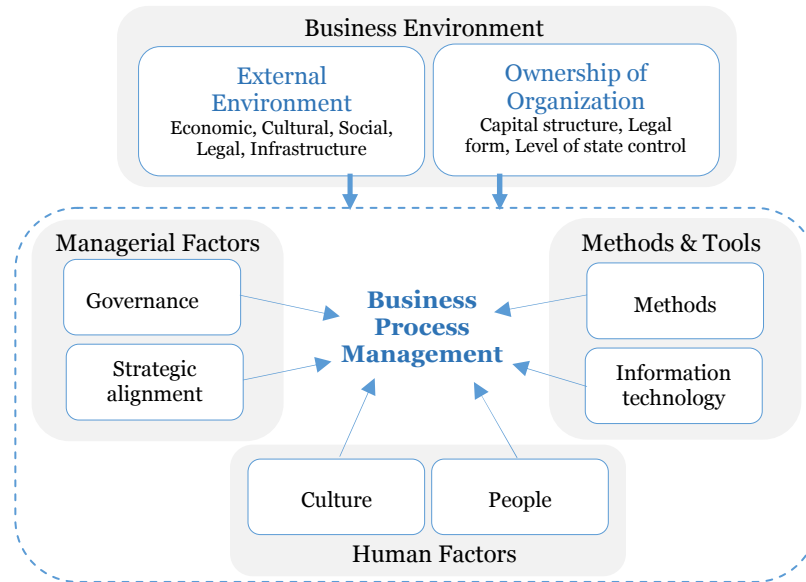 Business Environment
External
Environment
Economic, Cultural, Social,
Legal, Infrastructure
Ownership of
Organization
Capital structure, Legal
form, Level of state control
Managerial Factors
Governance
Strategic
alignment
Business
Process
Management
Methods & Tools
Methods
Information
technology
Culture
People
Human Factors